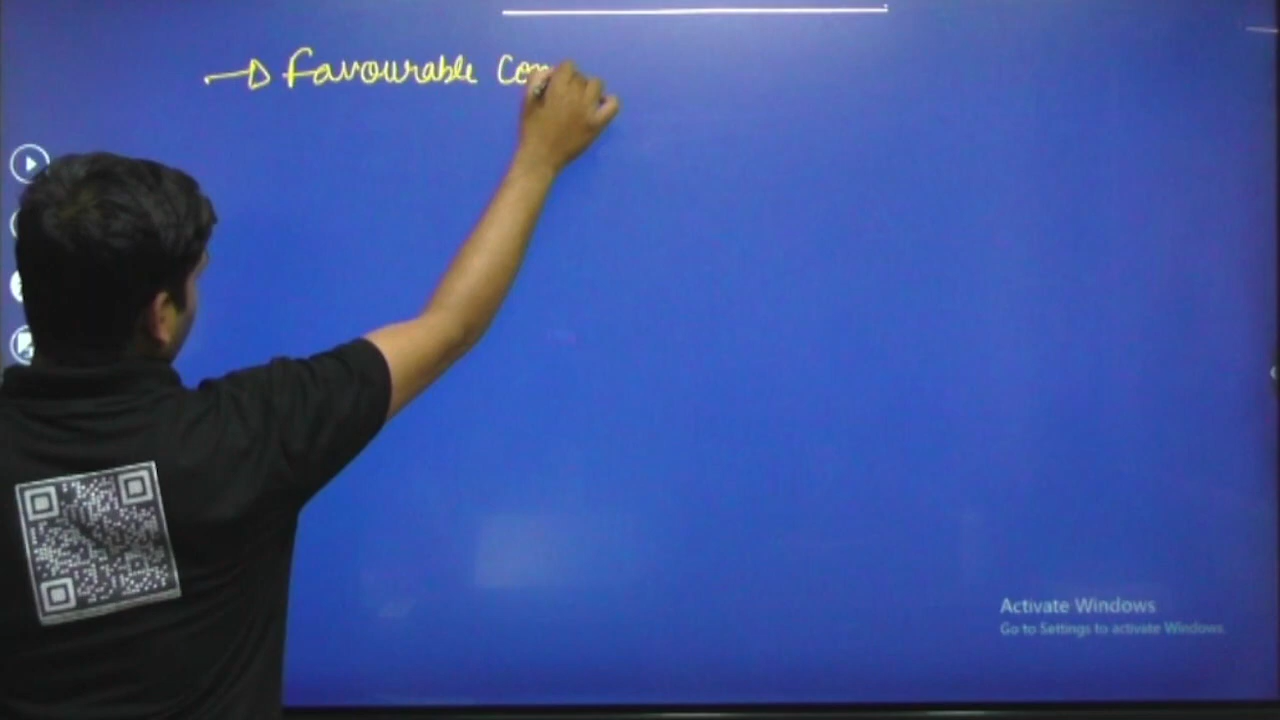 → Favourable Con
Activate Windows
Go to Settings to activate Windows.